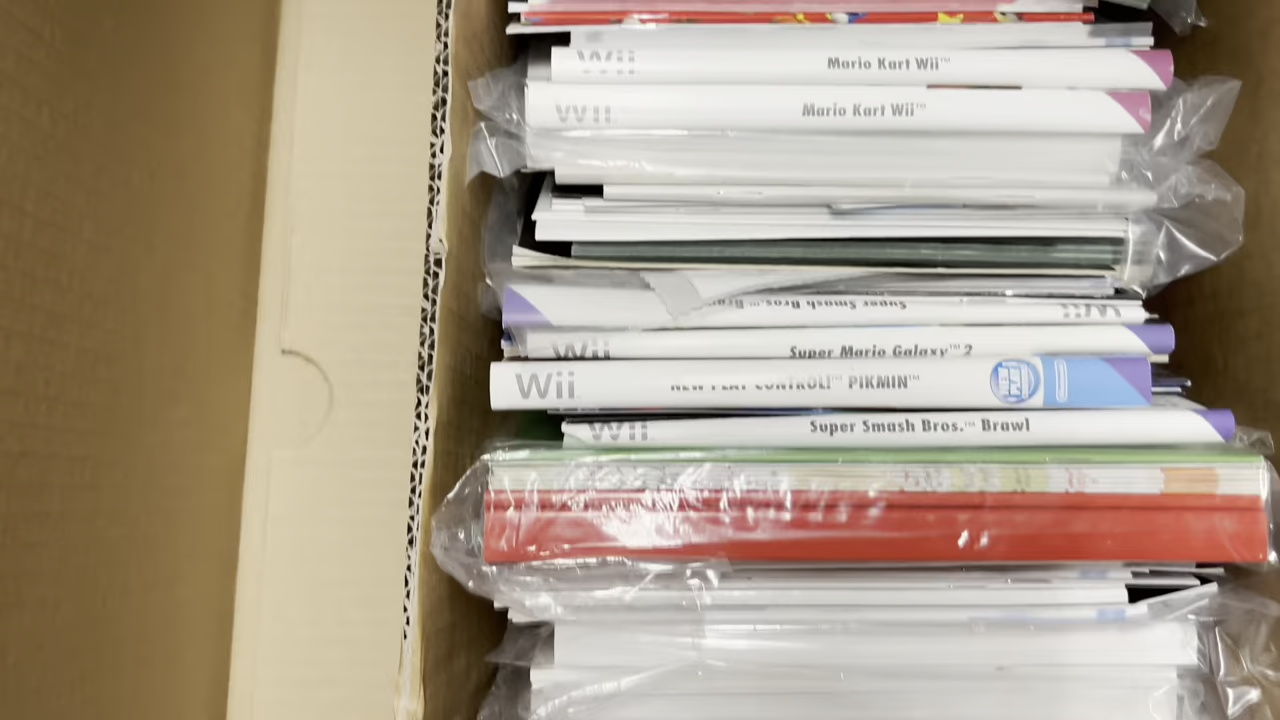 Wii Mario Kart Wii™
Wii Mario Kart Wii™
Super Smash Bros.™ Brawl Wii
Wii Super Mario Galaxy™ 2
Wii NEW PLAY CONTROL!™ PIKMIN™ Nintendo
Wii Super Smash Bros.™ Brawl